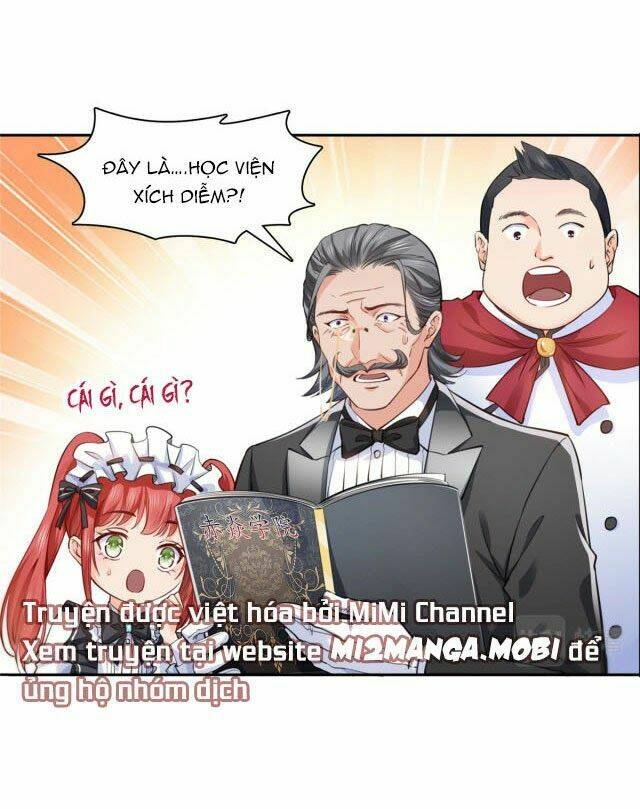 ĐÂY LÀ....HỌC VIỆN
XÍCH DIỄM?!
CÁI GÌ, CÁI GÌ?
赤焱学院
Truyện được việt hóa bởi MiMi Channel
Xem truyện tại website MI2MANGA.MOBI để
ủng hộ nhóm dịch